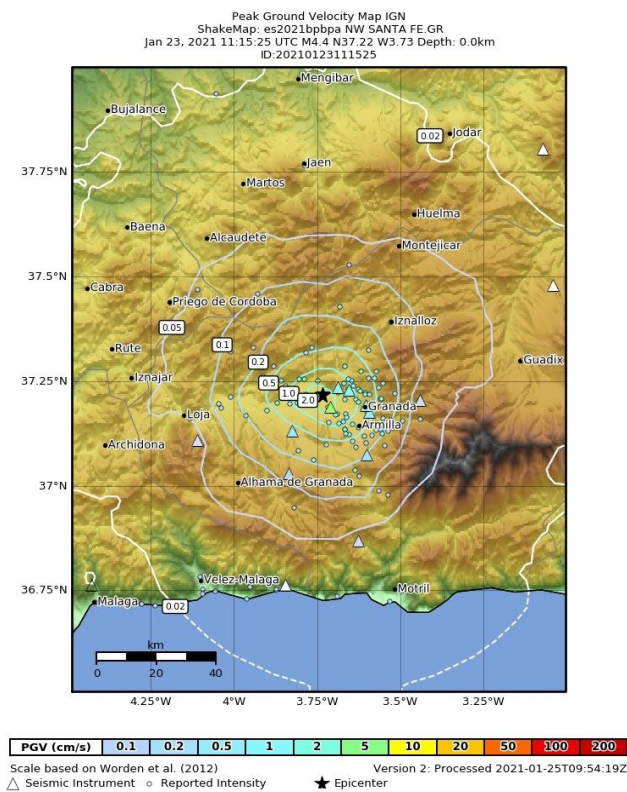 Peak Ground Velocity Map IGN
ShakeMap: es2021bpbpa NW SANTA FE.GR
Jan 23, 2021 11:15:25 UTC M4.4 N37.22 W3.73 Depth: 0.0km
ID:20210123111525
Mengibar
Bujalance
0.02
Jodar
37.75°N
Jaen
Martos
Huelma
Baena
Alcaudete
Montejicar
37.5°N
Cabra
Priego de Cordoba
0.05
Iznalloz
0.1
Rute
0.2
Guadix
37.25°N
Iznajar
0.5
1.0
2.0
Granada
Loja
Armilla
Archidona
37°N
Alhama de Granada
Velez-Malaga
36.75°N
Motril
Malaga
0.02
km
0 20 40
4.25°W 4°W 3.75°W 3.5°W 3.25°W
PGV (cm/s) 0.1 0.2 0.5 1 2 5 10 20 50 100 200
Scale based on Worden et al. (2012) Version 2: Processed 2021-01-25T09:54:19Z
△ Seismic Instrument ○ Reported Intensity ★ Epicenter